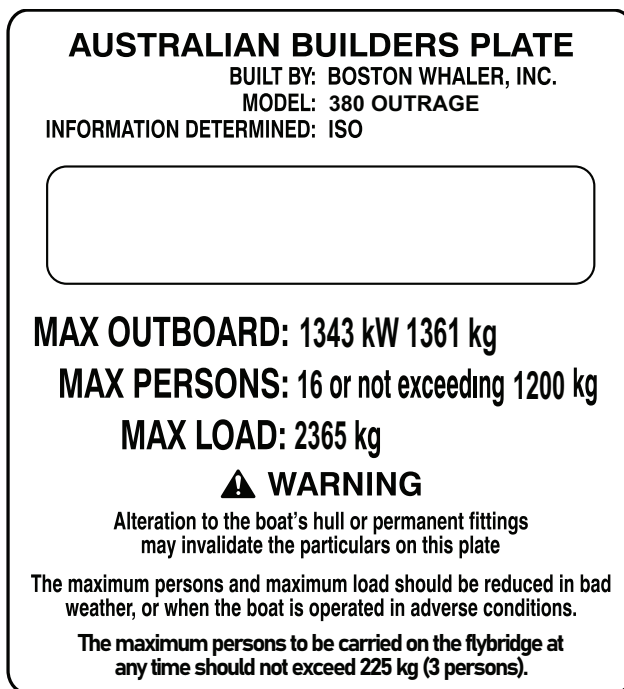 AUSTRALIAN BUILDERS PLATE
BUILT BY: BOSTON WHALER, INC.
MODEL: 380 OUTRAGE
INFORMATION DETERMINED: ISO
MAX OUTBOARD: 1343 kW 1361 kg
MAX PERSONS: 16 or not exceeding 1200 kg
MAX LOAD: 2365 kg
WARNING
Alteration to the boat's hull or permanent fittings
may invalidate the particulars on this plate
The maximum persons and maximum load should be reduced in bad
weather, or when the boat is operated in adverse conditions.
The maximum persons to be carried on the flybridge at
any time should not exceed 225 kg (3 persons).